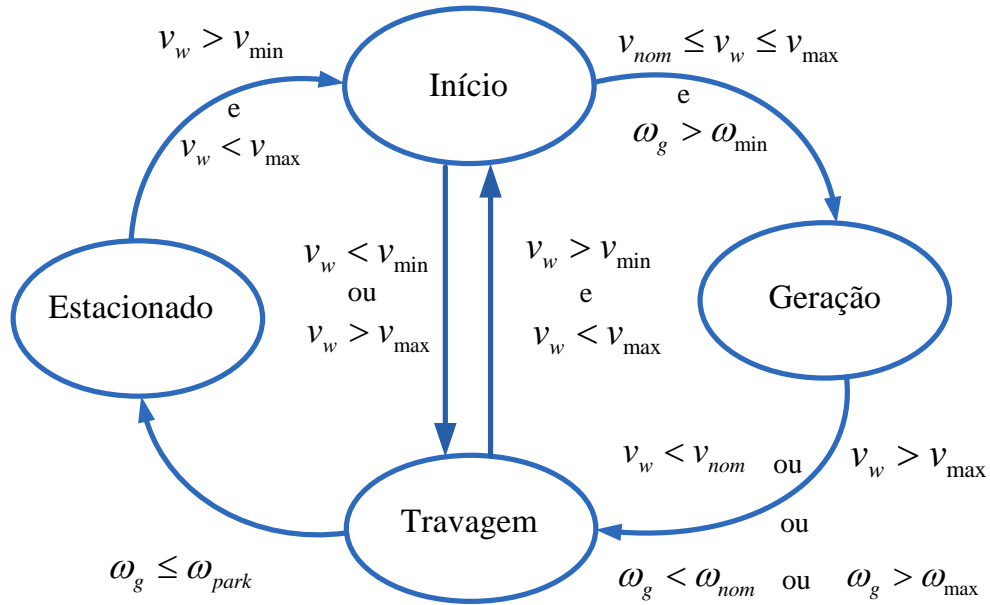 v_w > v_min
e
v_w < v_max
Início
v_nom ≤ v_w ≤ v_max
e
ω_g > ω_min
Estacionado
v_w < v_min
ou
v_w > v_max
v_w > v_min
e
v_w < v_max
Geração
Travagem
v_w < v_nom ou v_w > v_max
ou
ω_g < ω_nom ou ω_g > ω_max
ω_g ≤ ω_park